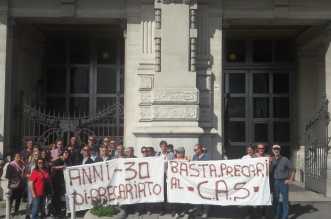 ANNI-30
DI PRECARIATO
BASTA PRECARI
AL - C.A.S.